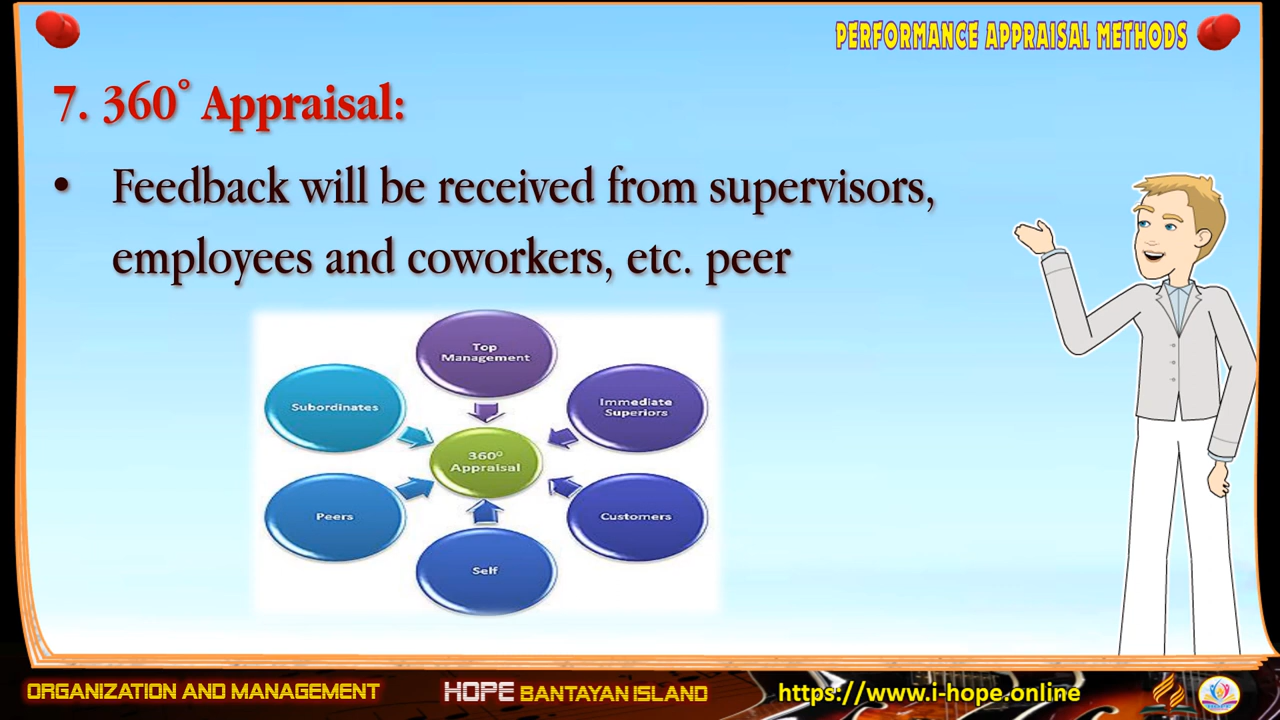 PERFORMANCE APPRAISAL METHODS
7. 360° Appraisal:
• Feedback will be received from supervisors,
employees and coworkers, etc. peer
Top
Management
Subordinates
Immediate
Superiors
360⁰
Appraisal
Peers
Customers
Self
ORGANIZATION AND MANAGEMENT
HOPE BANTAYAN ISLAND
https://www.i-hope.online